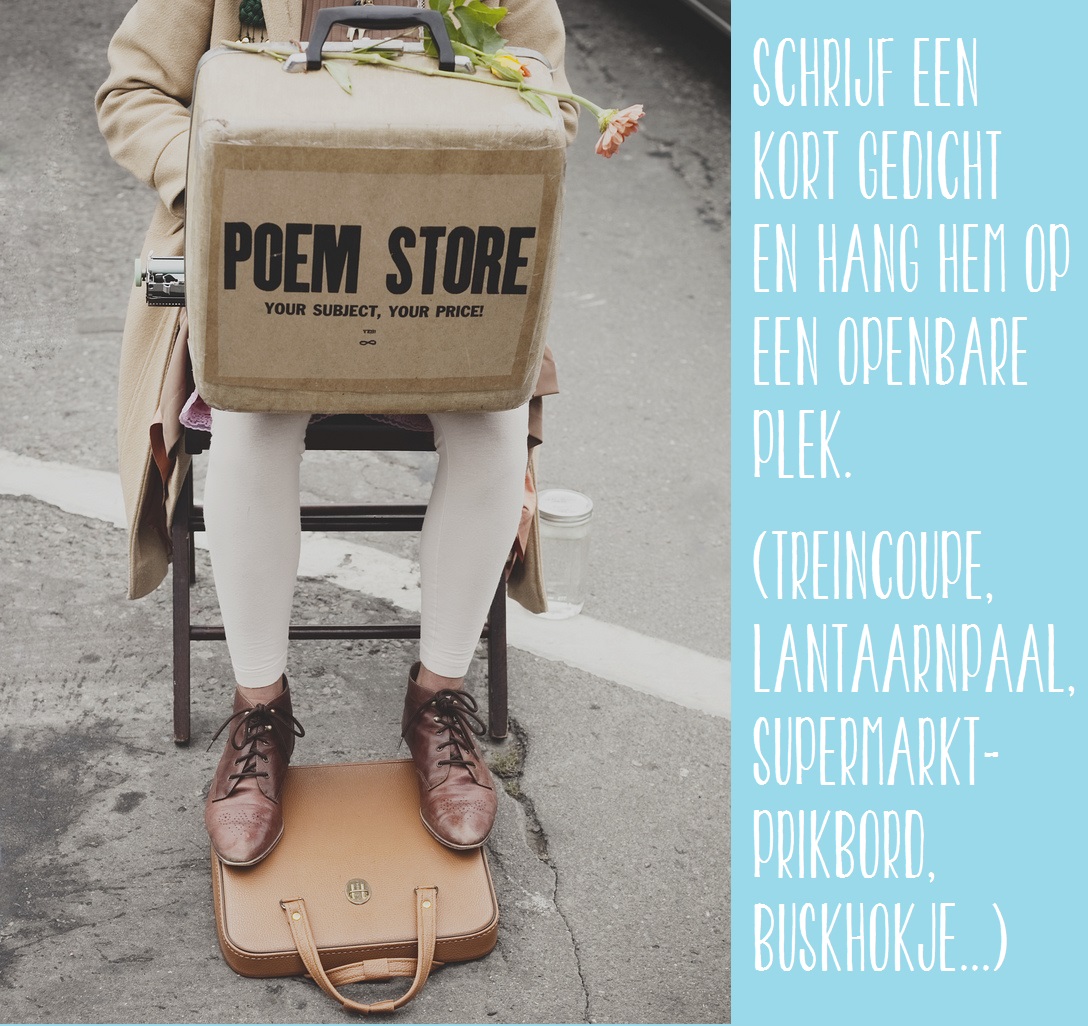 POEM STORE
YOUR SUBJECT, YOUR PRICE!
SCHRIJF EEN
KORT GEDICHT
EN HANG HEM OP
EEN OPENBARE
PLEK.
(TREINCOUPE,
LANTAARNPAAL,
SUPERMARKT-
PRIKBORD,
BUSKHOKJE...)